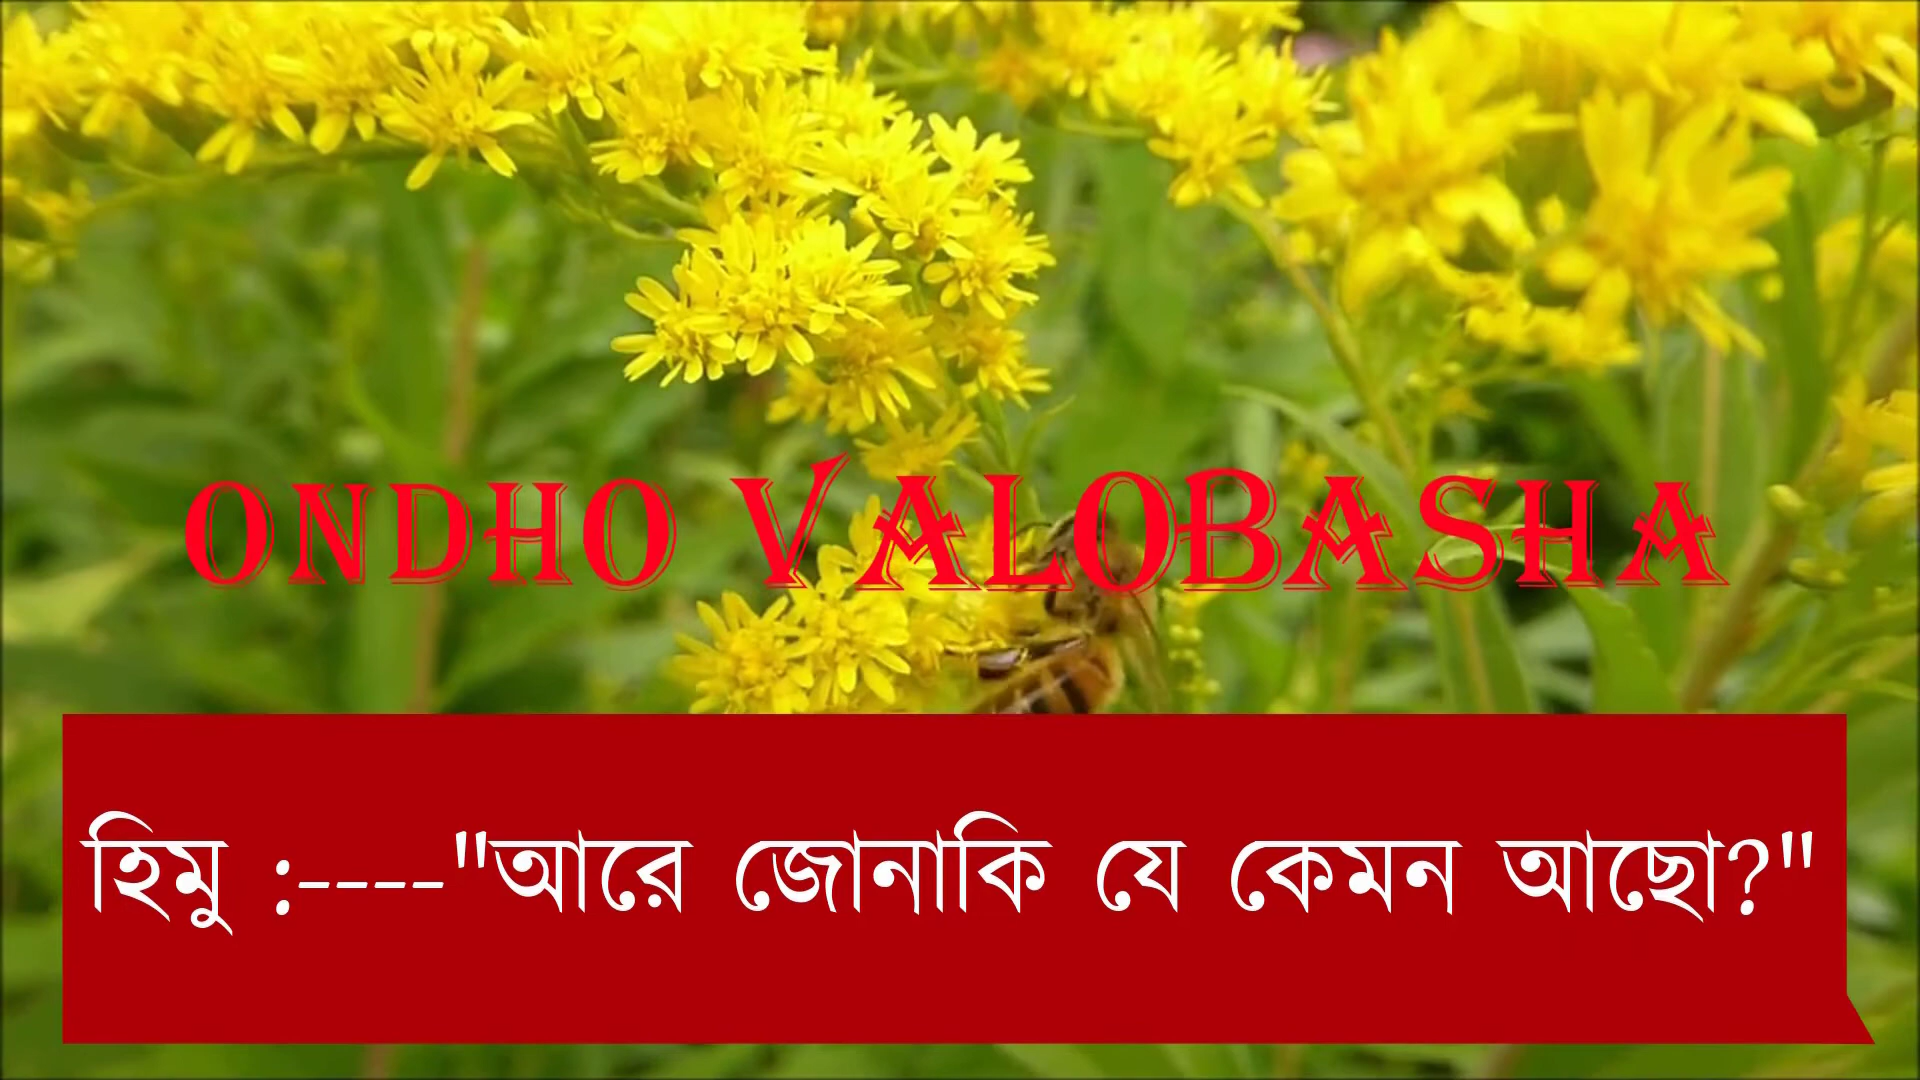 ONDHO VALOBASHA
হিমু :----"আরে জোনাকি যে কেমন আছো?"